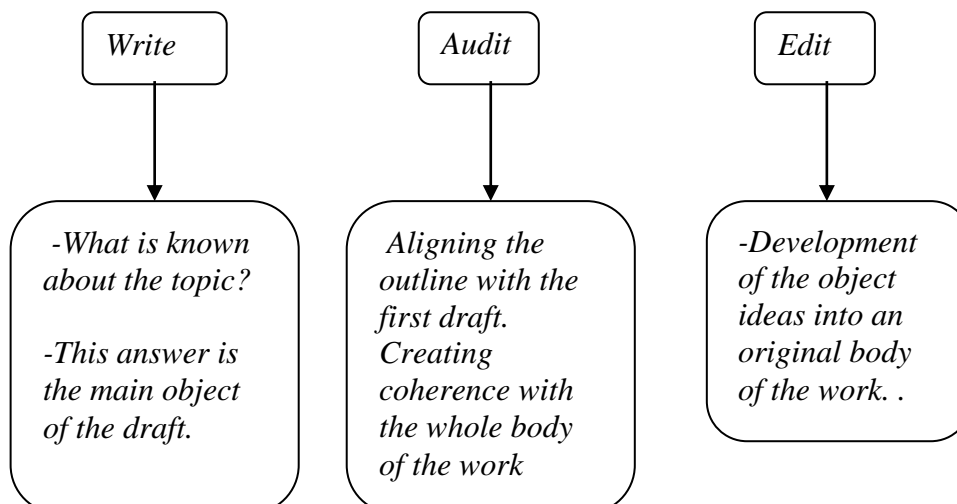 Write
Audit
Edit
-What is known
about the topic?
-This answer is
the main object
of the draft.
Aligning the
outline with the
first draft.
Creating
coherence with
the whole body
of the work
-Development
of the object
ideas into an
original body
of the work. .